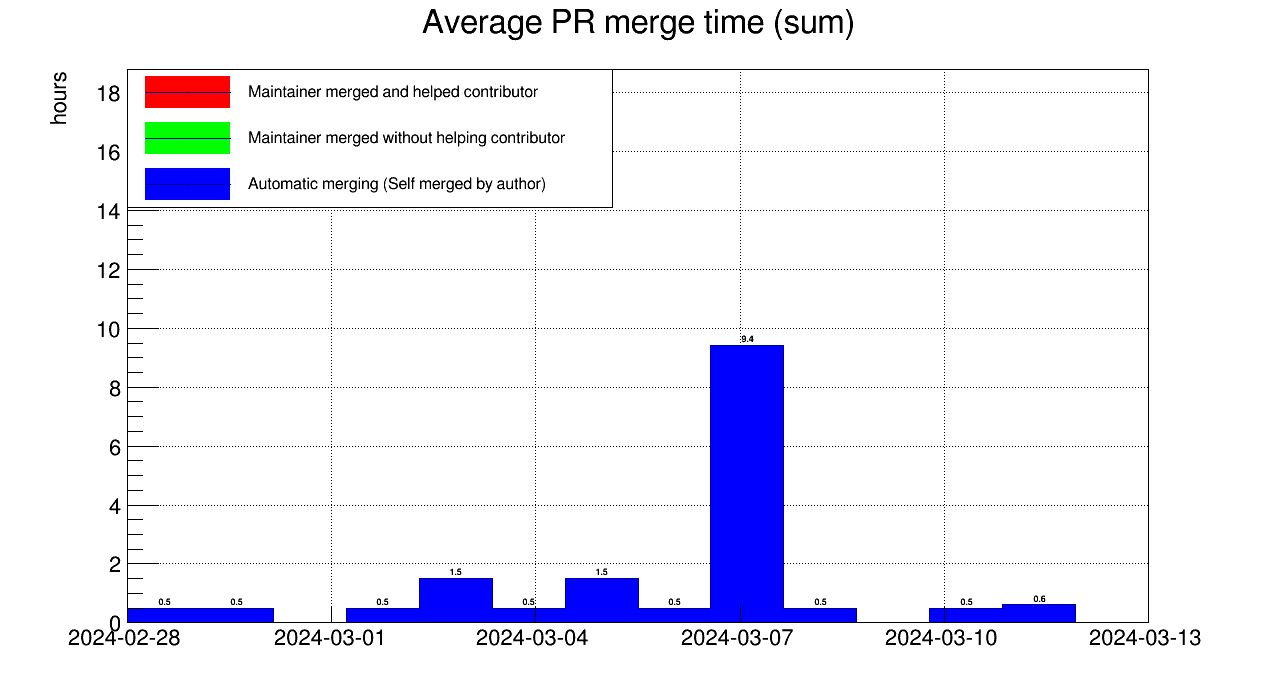 Average PR merge time (sum)
hours
Maintainer merged and helped contributor
Maintainer merged without helping contributor
Automatic merging (Self merged by author)
18
16
14
12
10
8
6
4
2
0
0.5 0.5 0.5 1.5 0.5 1.5 0.5 9.4 0.5 0.5 0.6
2024-02-28 2024-03-01 2024-03-04 2024-03-07 2024-03-10 2024-03-13